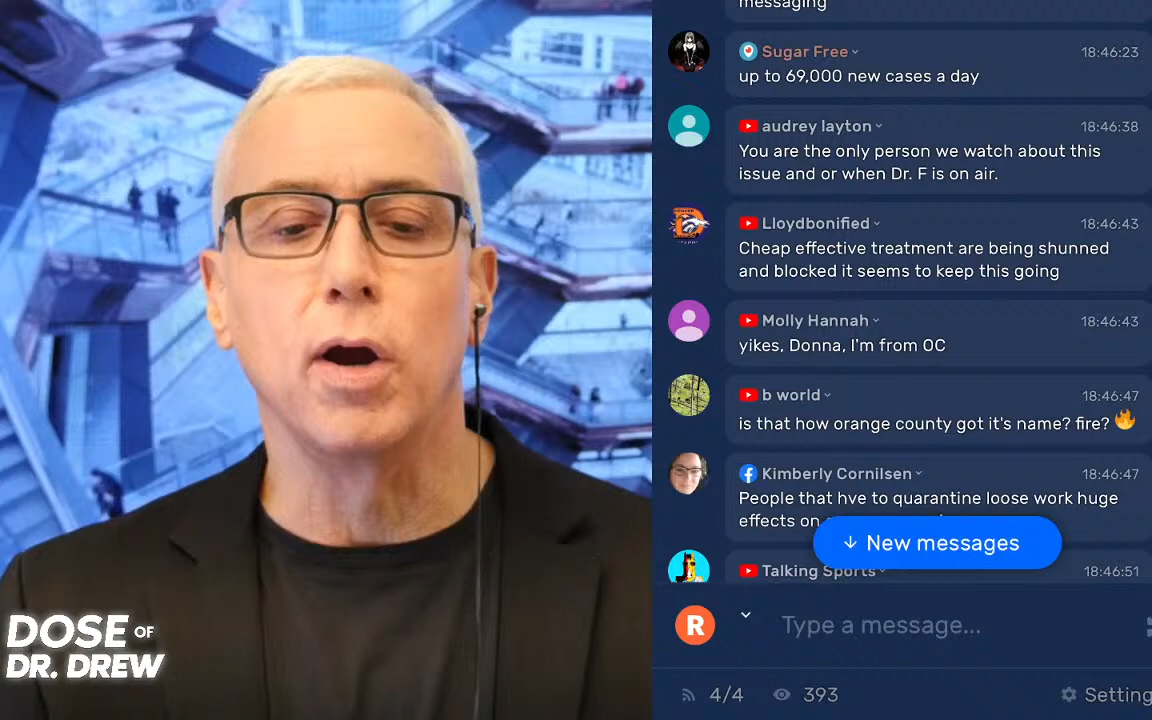 DOSE OF
DR. DREW
messaging
Sugar Free
18:46:23
up to 69,000 new cases a day
audrey layton
18:46:38
You are the only person we watch about this
issue and or when Dr. F is on air.
Lloydbonified
18:46:43
Cheap effective treatment are being shunned
and blocked it seems to keep this going
Molly Hannah
18:46:43
yikes, Donna, I'm from OC
b world
18:46:47
is that how orange county got it's name? fire? 🔥
Kimberly Cornilsen
18:46:47
People that hve to quarantine loose work huge
effects on
↓ New messages
Talking Sports
18:46:51
R
Type a message...
4/4
393
Setting